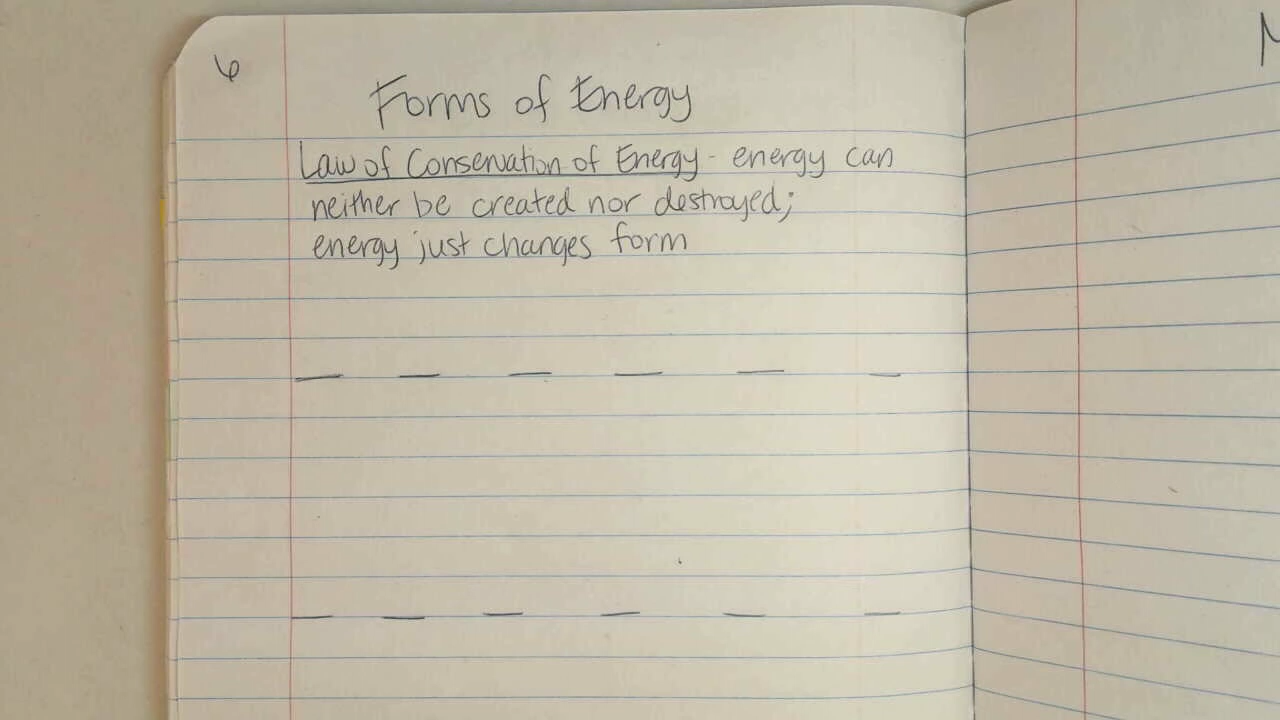 6
Forms of Energy
Law of Conservation of Energy - energy can
neither be created nor destroyed;
energy just changes form